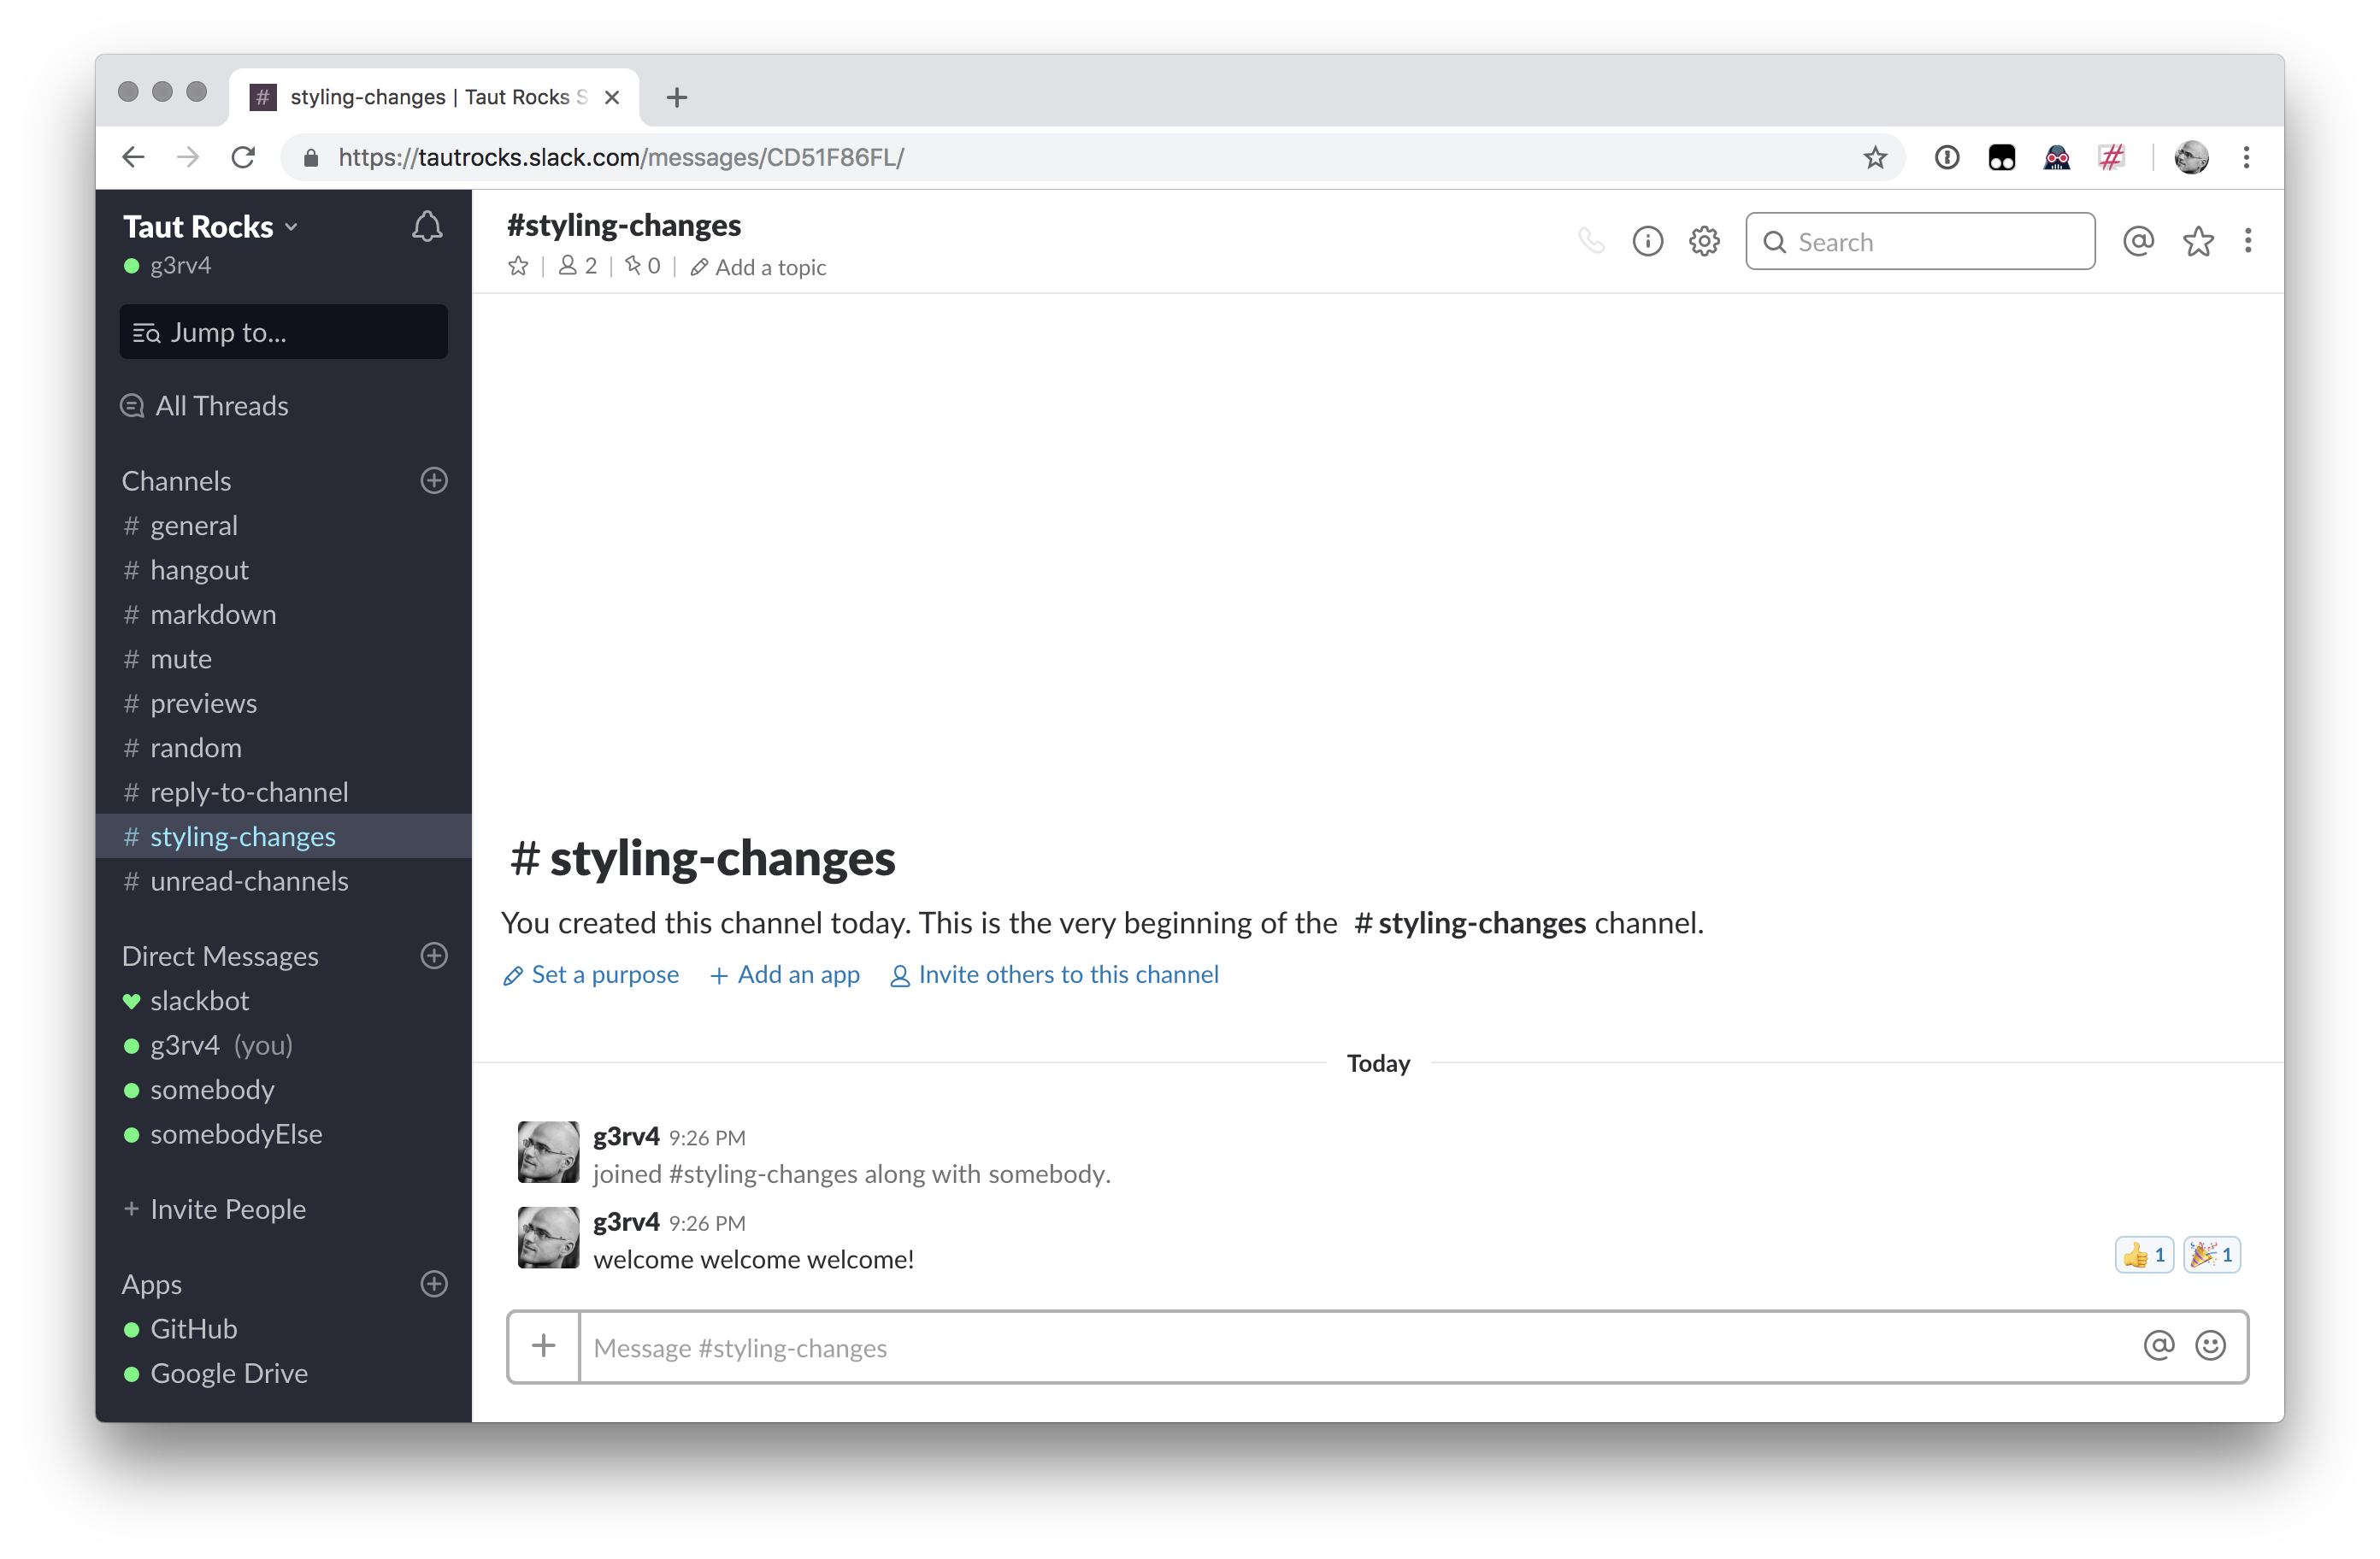 styling-changes | Taut Rocks S
https://tautrocks.slack.com/messages/CD51F86FL/
Taut Rocks
g3rv4
Jump to...
All Threads
Channels
# general
# hangout
# markdown
# mute
# previews
# random
# reply-to-channel
# styling-changes
# unread-channels
Direct Messages
slackbot
g3rv4 (you)
somebody
somebodyElse
+ Invite People
Apps
GitHub
Google Drive
#styling-changes
2 | 0 | Add a topic
Search
# styling-changes
You created this channel today. This is the very beginning of the # styling-changes channel.
Set a purpose + Add an app Invite others to this channel
Today
g3rv4 9:26 PM
joined #styling-changes along with somebody.
g3rv4 9:26 PM
welcome welcome welcome!
1 1
Message #styling-changes